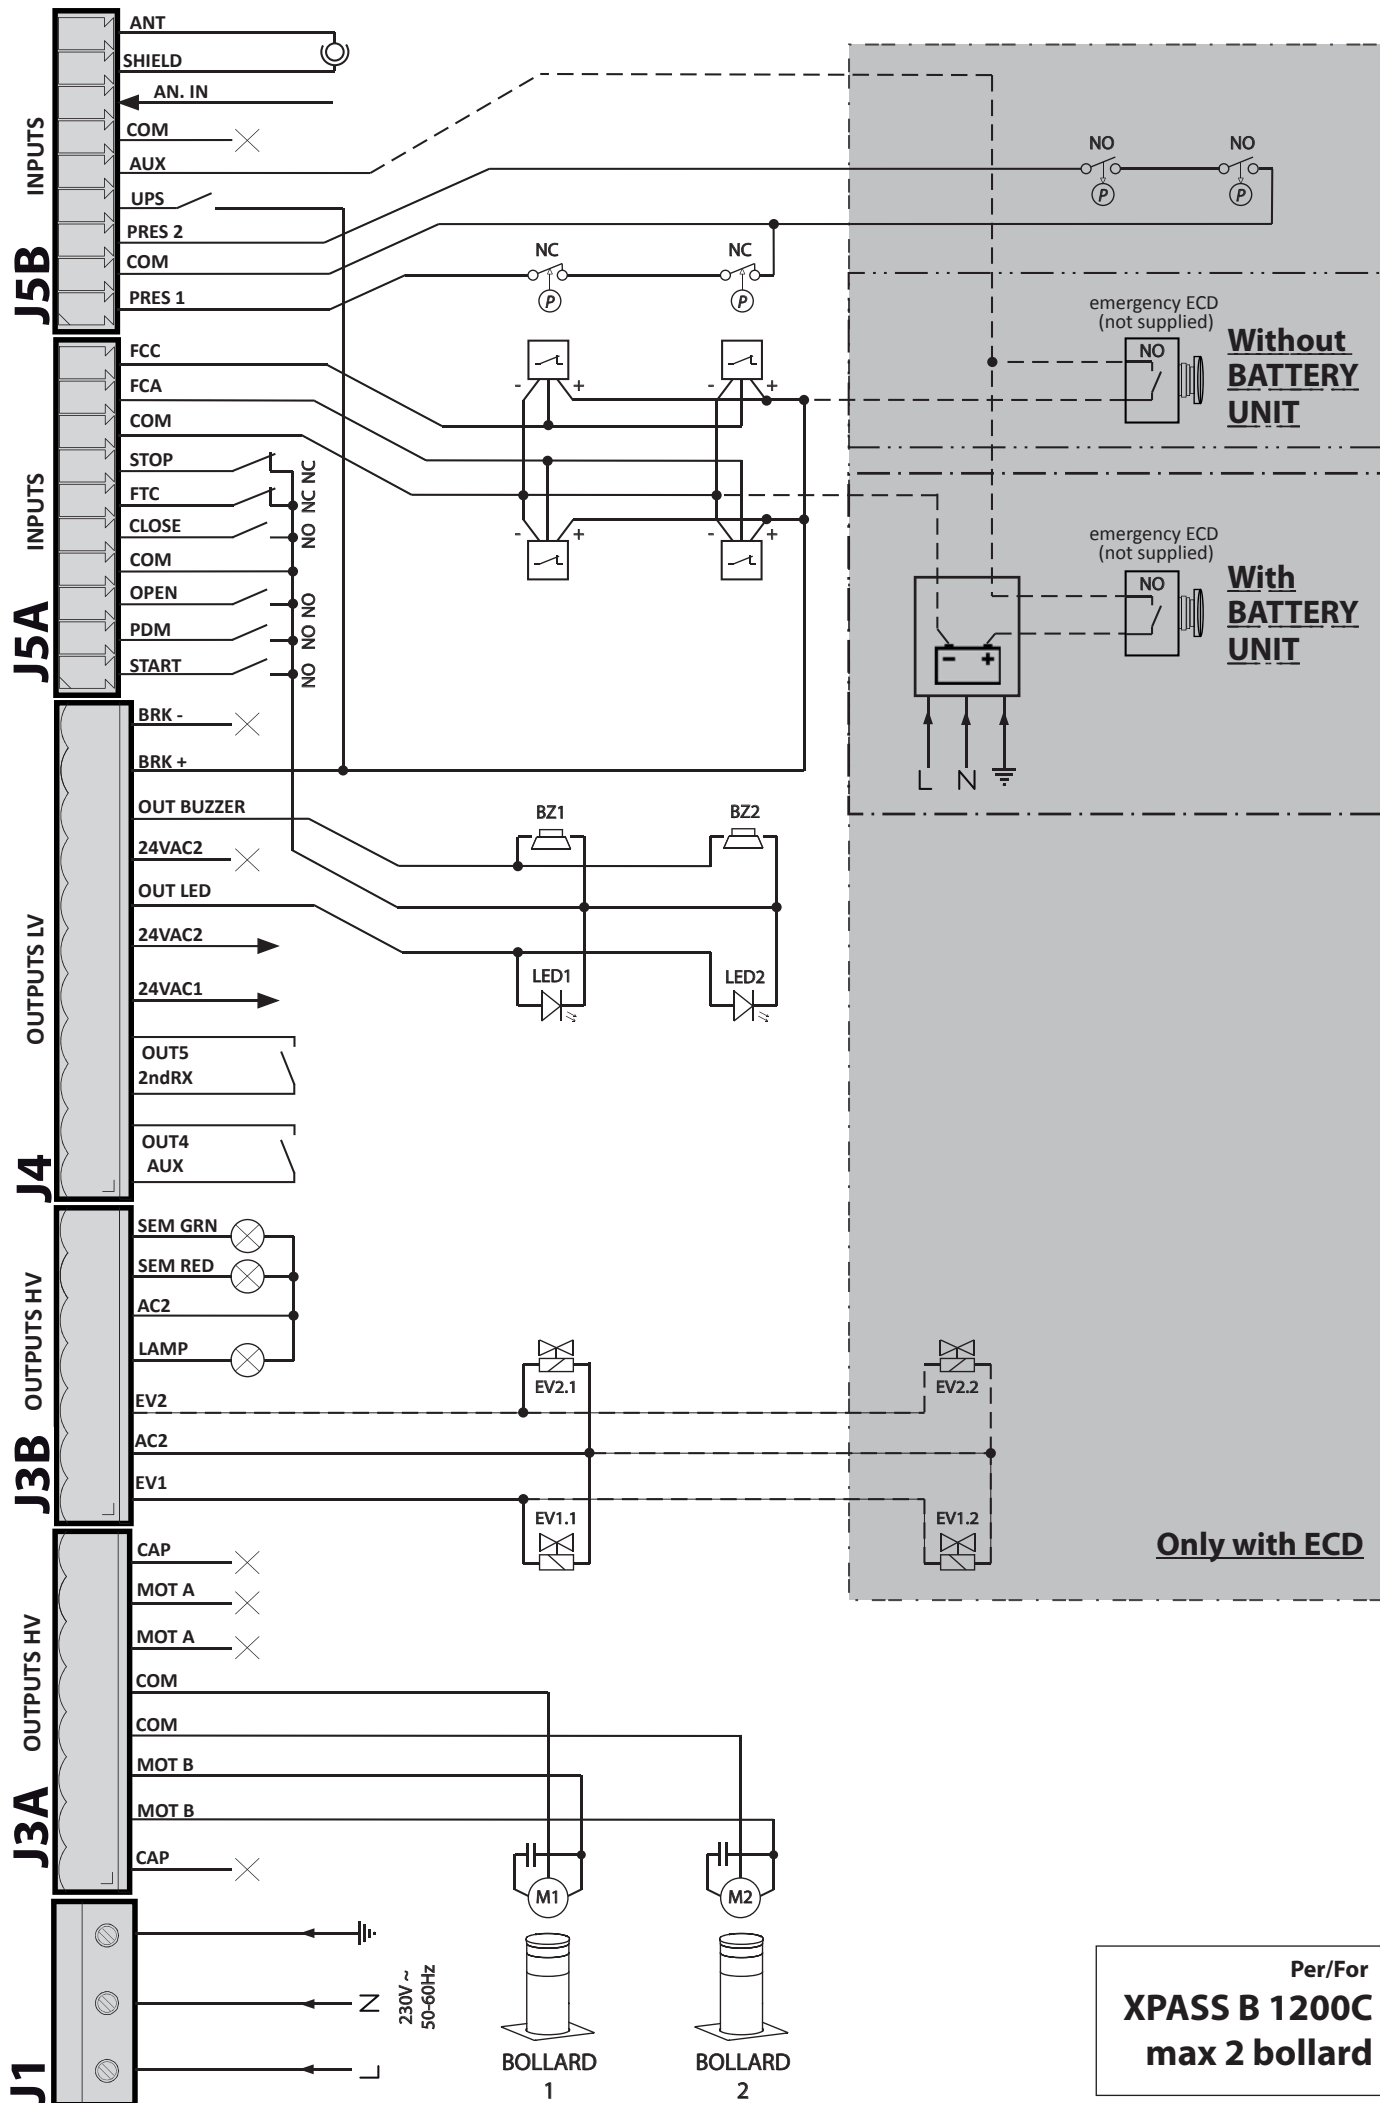 J5B
INPUTS
ANT
SHIELD
AN. IN
COM
AUX
UPS
PRES 2
COM
PRES 1
NO
NO
P
P
NC
NC
P
P
J5A
INPUTS
FCC
FCA
COM
STOP
FTC
CLOSE
COM
OPEN
PDM
START
NC
NC
NO
NO
NO
NO
- +
- +
- +
- +
emergency ECD
(not supplied)
NO
Without
BATTERY
UNIT
emergency ECD
(not supplied)
NO
With
BATTERY
UNIT
- +
L N
J4
OUTPUTS LV
BRK -
BRK +
OUT BUZZER
24VAC2
OUT LED
24VAC2
24VAC1
OUT5
2ndRX
OUT4
AUX
BZ1
BZ2
LED1
LED2
J3B
OUTPUTS HV
SEM GRN
SEM RED
AC2
LAMP
EV2
AC2
EV1
EV2.1
EV2.2
EV1.1
EV1.2
Only with ECD
J3A
OUTPUTS HV
CAP
MOT A
MOT A
COM
COM
MOT B
MOT B
CAP
M1
M2
J1
N
L
230V ~
50-60Hz
BOLLARD
1
BOLLARD
2
Per/For
XPASS B 1200C
max 2 bollard